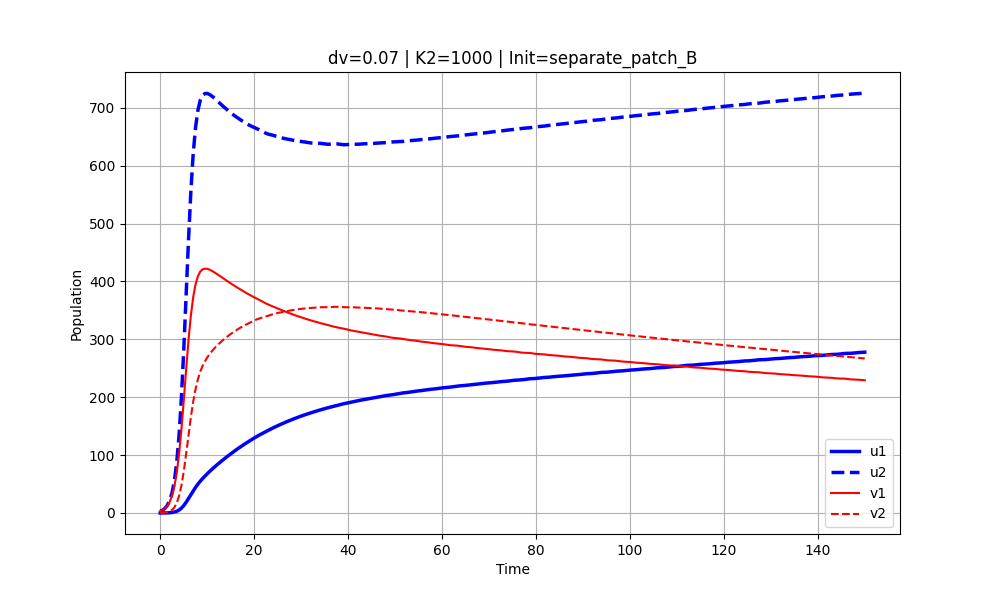 dv=0.07 | K2=1000 | Init=separate_patch_B
Population
700
600
500
400
300
200
100
0
0 20 40 60 80 100 120 140
Time
u1
u2
v1
v2